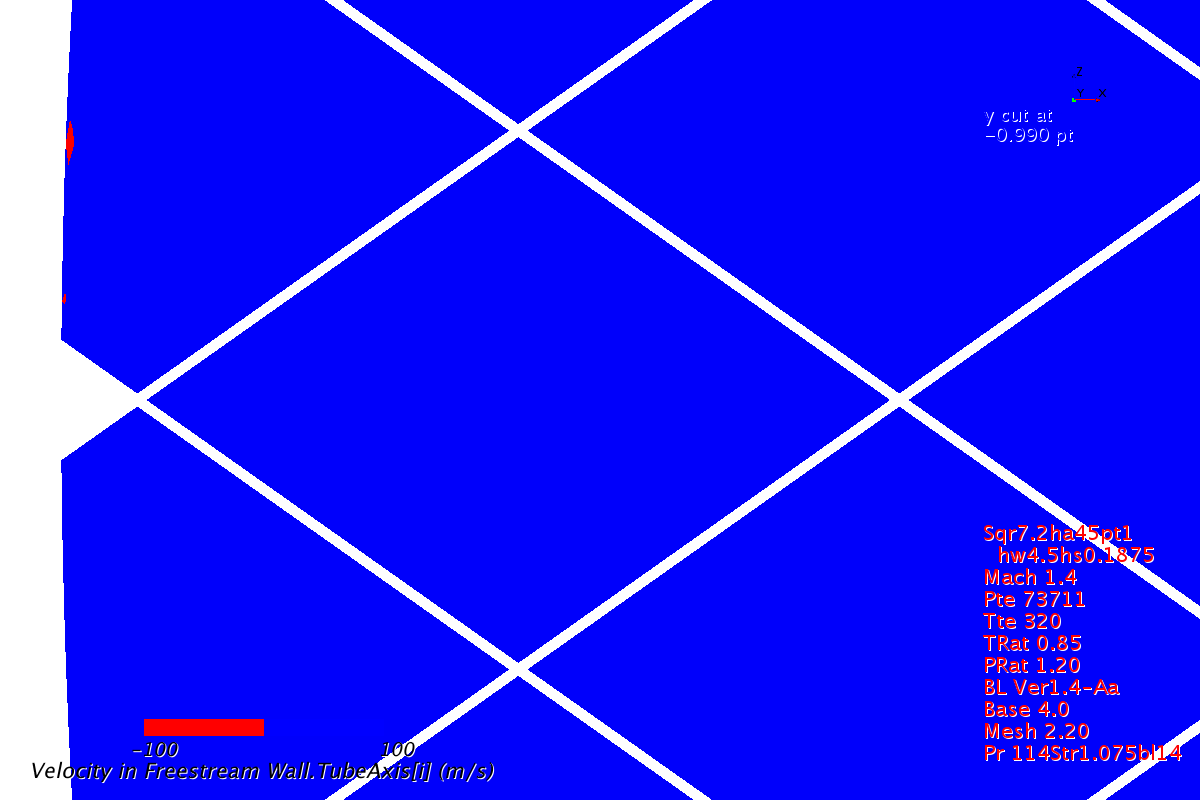 Z
Y X
y cut at
-0.990 pt
Sqr7.2ha45pt1
hw4.5hs0.1875
Mach 1.4
Pte 73711
Tte 320
TRat 0.85
PRat 1.20
BL Ver1.4-Aa
Base 4.0
Mesh 2.20
Pr 114Str1.075bl14
-100 100
Velocity in Freestream Wall.TubeAxis[i] (m/s)